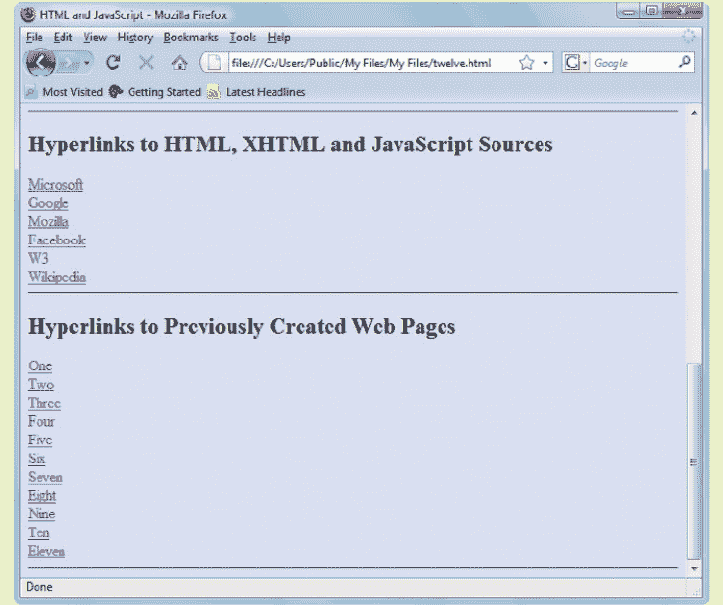 HTML and JavaScript - Mozilla Firefox
File Edit View History Bookmarks Tools Help
file:///C:/Users/Public/My Files/My Files/twelve.html
Google
Most Visited Getting Started Latest Headlines
Hyperlinks to HTML, XHTML and JavaScript Sources
Microsoft
Google
Mozilla
Facebook
W3
Wikipedia
Hyperlinks to Previously Created Web Pages
One
Two
Three
Four
Five
Six
Seven
Eight
Nine
Ten
Eleven
Done